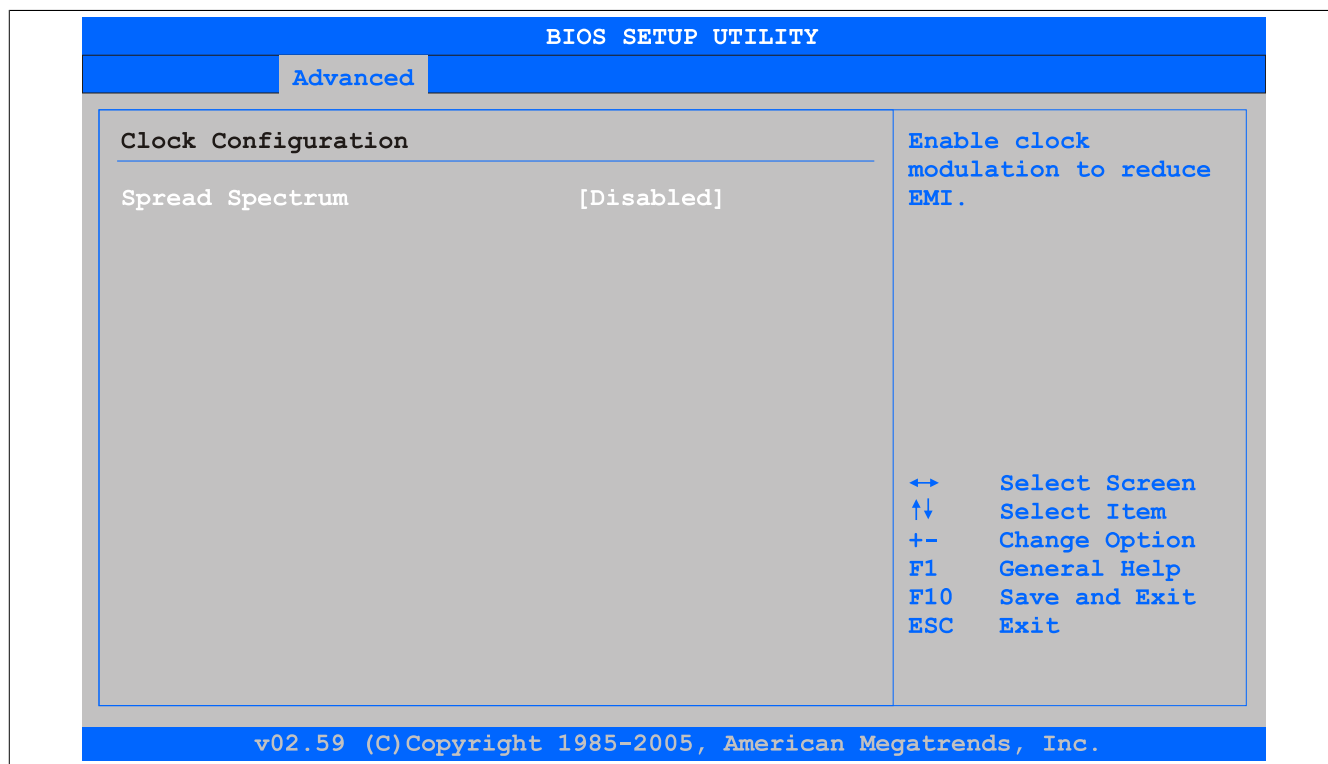 BIOS SETUP UTILITY
Advanced
Clock Configuration
Spread Spectrum [Disabled]
Enable clock
modulation to reduce
EMI.
↔ Select Screen
↑↓ Select Item
+- Change Option
F1 General Help
F10 Save and Exit
ESC Exit
v02.59 (C)Copyright 1985-2005, American Megatrends, Inc.